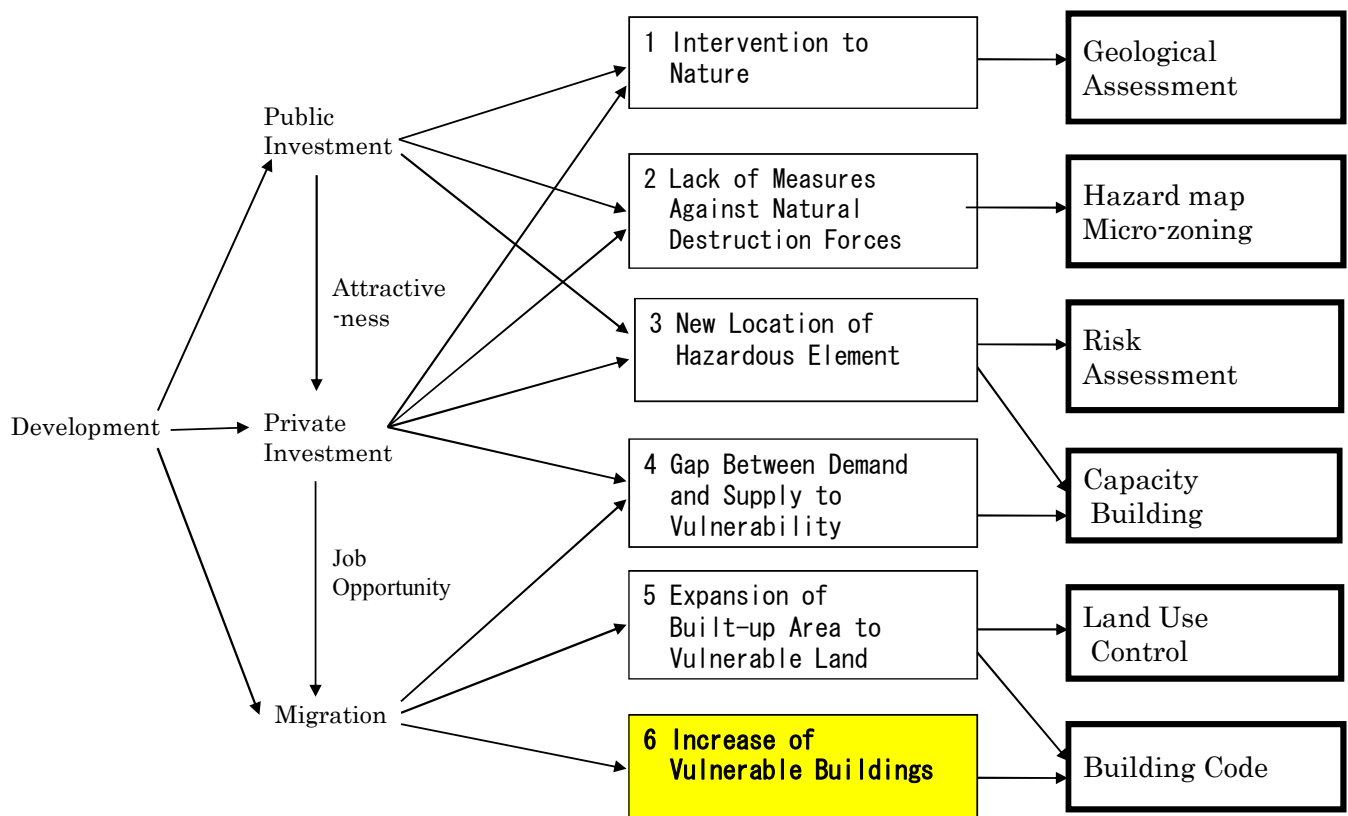 Development
Public
Investment
Attractive
-ness
Private
Investment
Job
Opportunity
Migration
1 Intervention to
Nature
2 Lack of Measures
Against Natural
Destruction Forces
3 New Location of
Hazardous Element
4 Gap Between Demand
and Supply to
Vulnerability
5 Expansion of
Built-up Area to
Vulnerable Land
6 Increase of
Vulnerable Buildings
Geological
Assessment
Hazard map
Micro-zoning
Risk
Assessment
Capacity
Building
Land Use
Control
Building Code